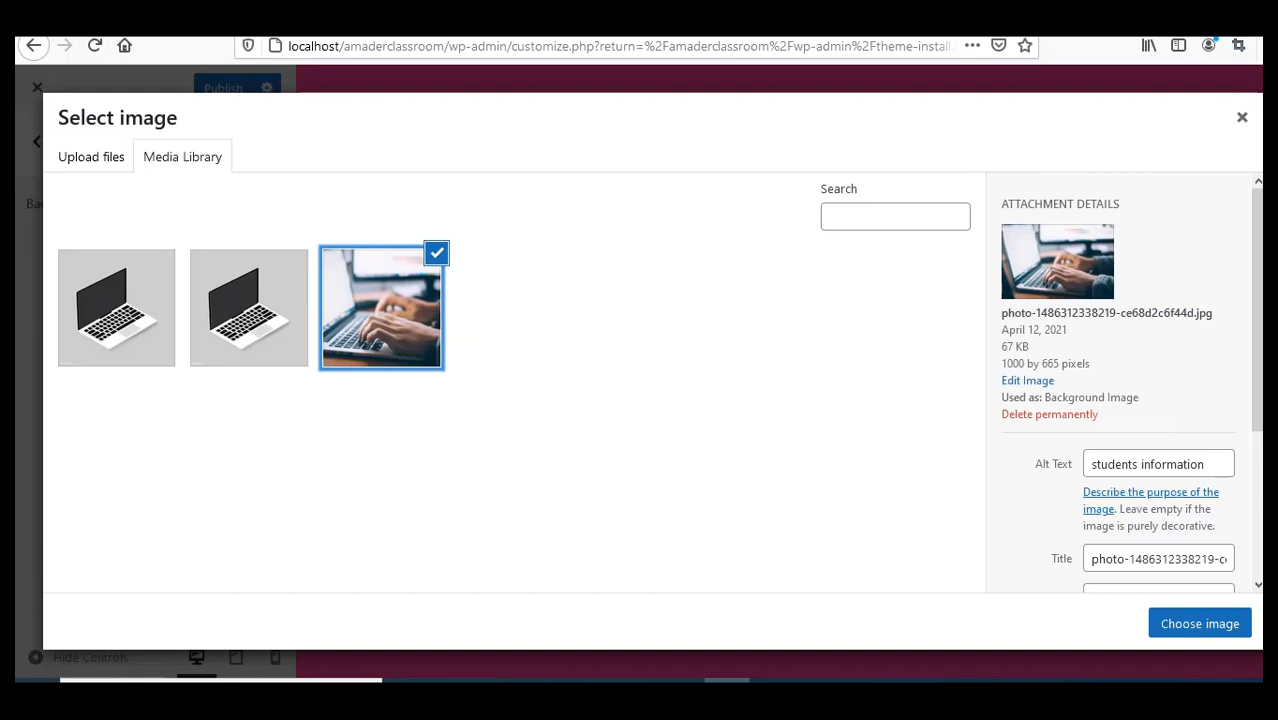 localhost/amaderclassroom/wp-admin/customize.php?return=%2Famaderclassroom%2Fwp-admin%2Ftheme-install.
Publish
Select image
Upload files
Media Library
Search
ATTACHMENT DETAILS
photo-1486312338219-ce68d2c6f44d.jpg
April 12, 2021
67 KB
1000 by 665 pixels
Edit Image
Used as: Background Image
Delete permanently
Alt Text
students information
Describe the purpose of the
image. Leave empty if the
image is purely decorative.
Title
photo-1486312338219-c
Choose image
Hide Controls